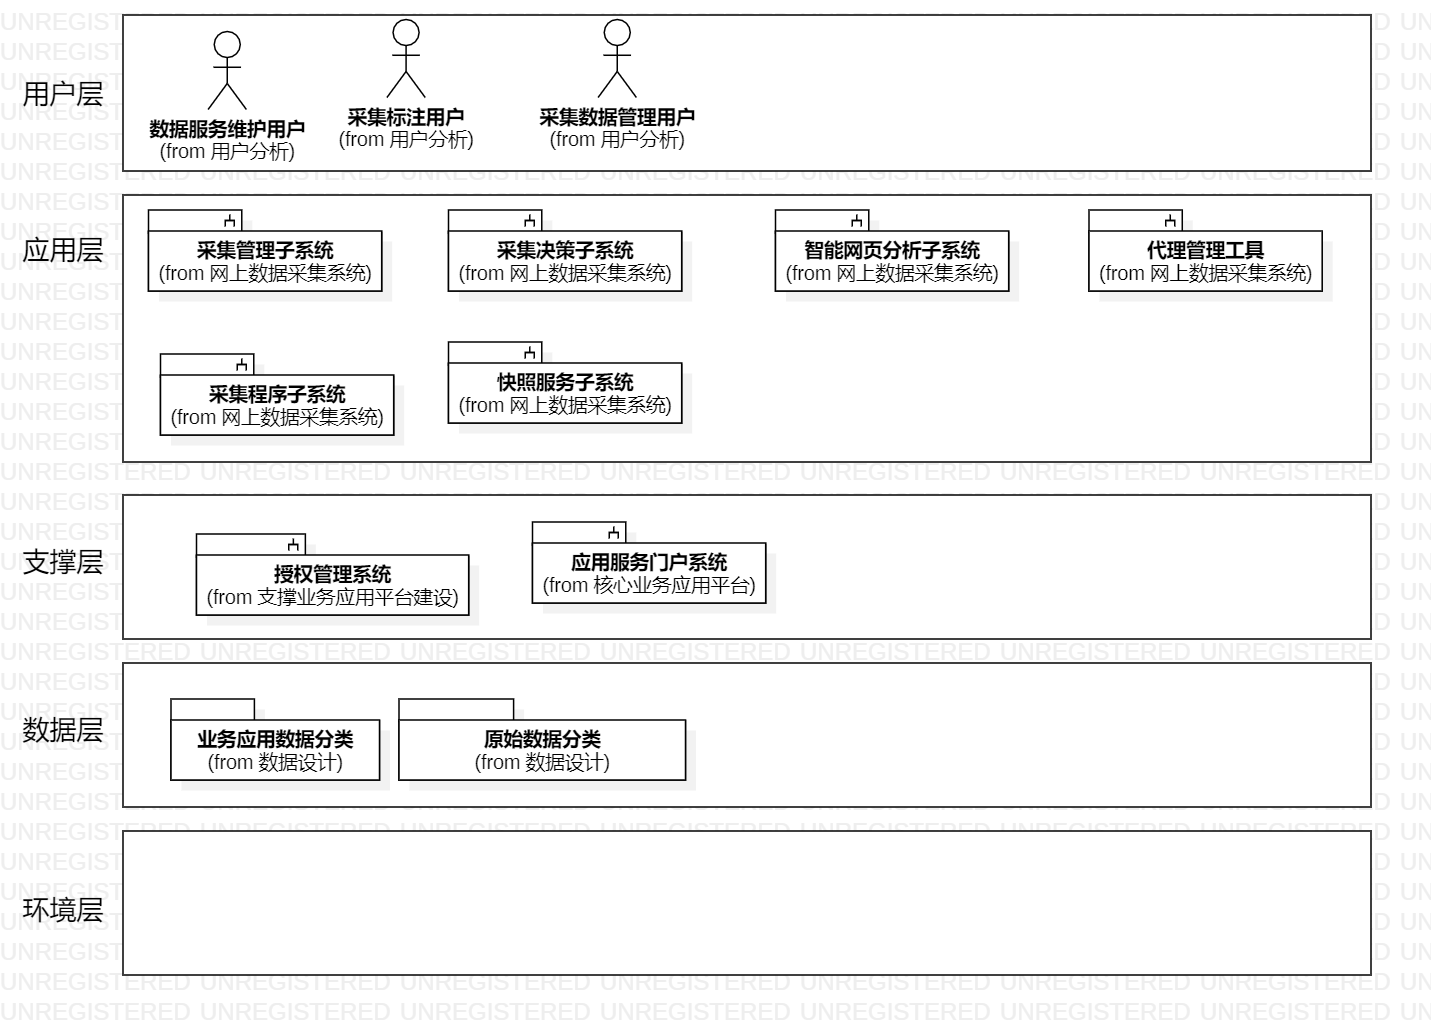 用户层
数据服务维护用户
(from 用户分析)
采集标注用户
(from 用户分析)
采集数据管理用户
(from 用户分析)
应用层
采集管理子系统
(from 网上数据采集系统)
采集决策子系统
(from 网上数据采集系统)
智能网页分析子系统
(from 网上数据采集系统)
代理管理工具
(from 网上数据采集系统)
采集程序子系统
(from 网上数据采集系统)
快照服务子系统
(from 网上数据采集系统)
支撑层
授权管理系统
(from 支撑业务应用平台建设)
应用服务门户系统
(from 核心业务应用平台)
数据层
业务应用数据分类
(from 数据设计)
原始数据分类
(from 数据设计)
环境层
UNREGISTERED